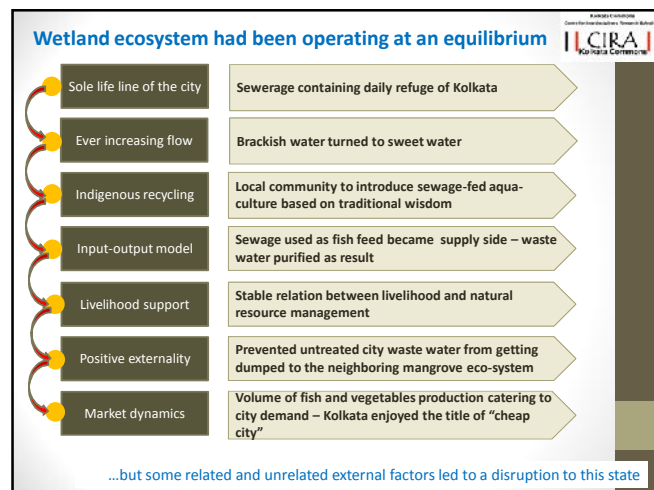 KOLKATA COMMONS
Wetland ecosystem had been operating at an equilibrium
CIRA
Kolkata Commons
Sole life line of the city
Sewerage containing daily refuge of Kolkata
Ever increasing flow
Brackish water turned to sweet water
Indigenous recycling
Local community to introduce sewage-fed aqua-
culture based on traditional wisdom
Input-output model
Sewage used as fish feed became supply side – waste
water purified as result
Livelihood support
Stable relation between livelihood and natural
resource management
Positive externality
Prevented untreated city waste water from getting
dumped to the neighboring mangrove eco-system
Market dynamics
Volume of fish and vegetables production catering to
city demand – Kolkata enjoyed the title of “cheap
city”
…but some related and unrelated external factors led to a disruption to this state